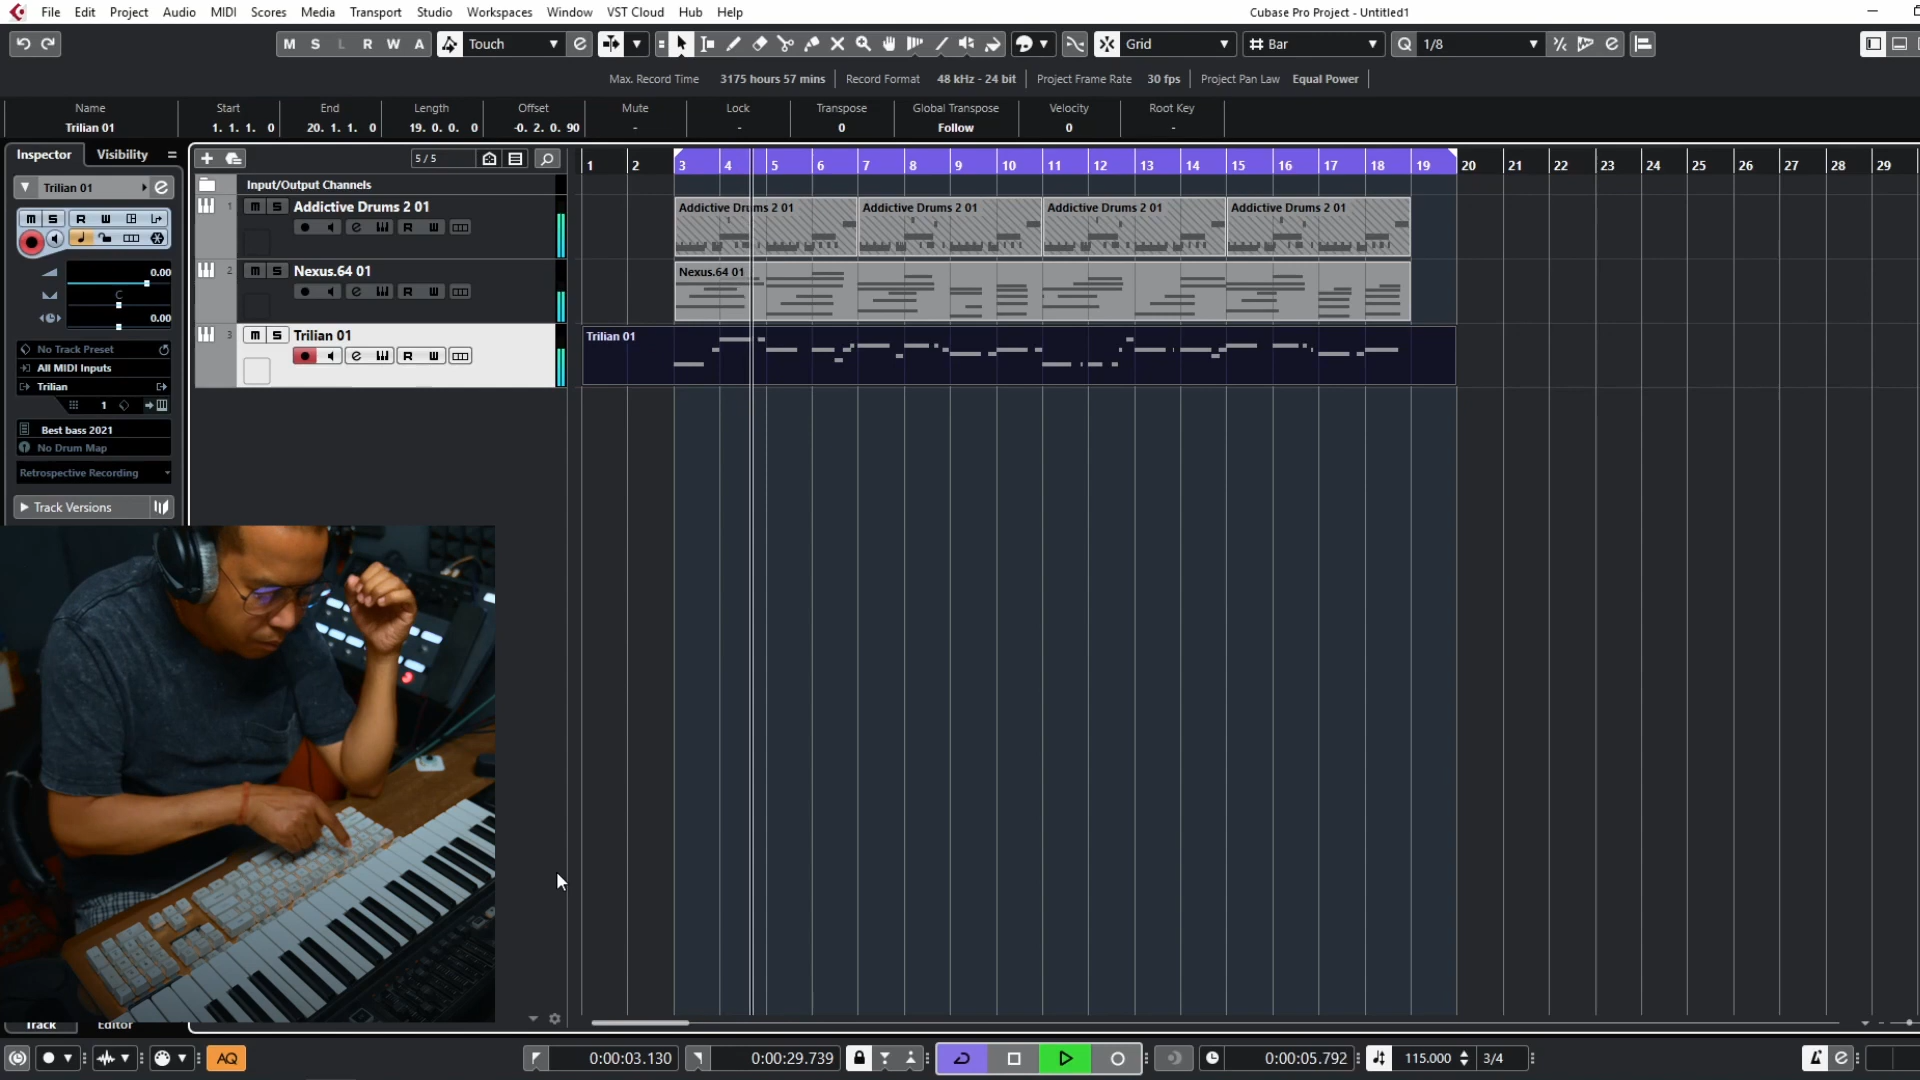 File Edit Project Audio MIDI Scores Media Transport Studio Workspaces Window VST Cloud Hub Help
Cubase Pro Project - Untitled1
M S L R W A Touch Grid Bar Q 1/8
Max. Record Time 3175 hours 57 mins Record Format 48 kHz - 24 bit Project Frame Rate 30 fps Project Pan Law Equal Power
Name Start End Length Offset Mute Lock Transpose Global Transpose Velocity Root Key
Trilian 01 1. 1. 1. 0 20. 1. 1. 0 19. 0. 0. 0 -0. 2. 0. 90 - - 0 Follow 0 -
Inspector Visibility
5 / 5
1 2 3 4 5 6 7 8 9 10 11 12 13 14 15 16 17 18 19 20 21 22 23 24 25 26 27 28 29
Trilian 01
m S R W
0.00
C
0.00
No Track Preset
All MIDI Inputs
Trilian
1
Best bass 2021
No Drum Map
Retrospective Recording
Track Versions
Input/Output Channels
1 m S Addictive Drums 2 01
R W
2 m S Nexus.64 01
R W
3 m S Trilian 01
R W
Addictive Drums 2 01 Addictive Drums 2 01 Addictive Drums 2 01 Addictive Drums 2 01
Nexus.64 01
Trilian 01
Track Editor
AQ 0:00:03.130 0:00:29.739 0:00:05.792 115.000 3/4